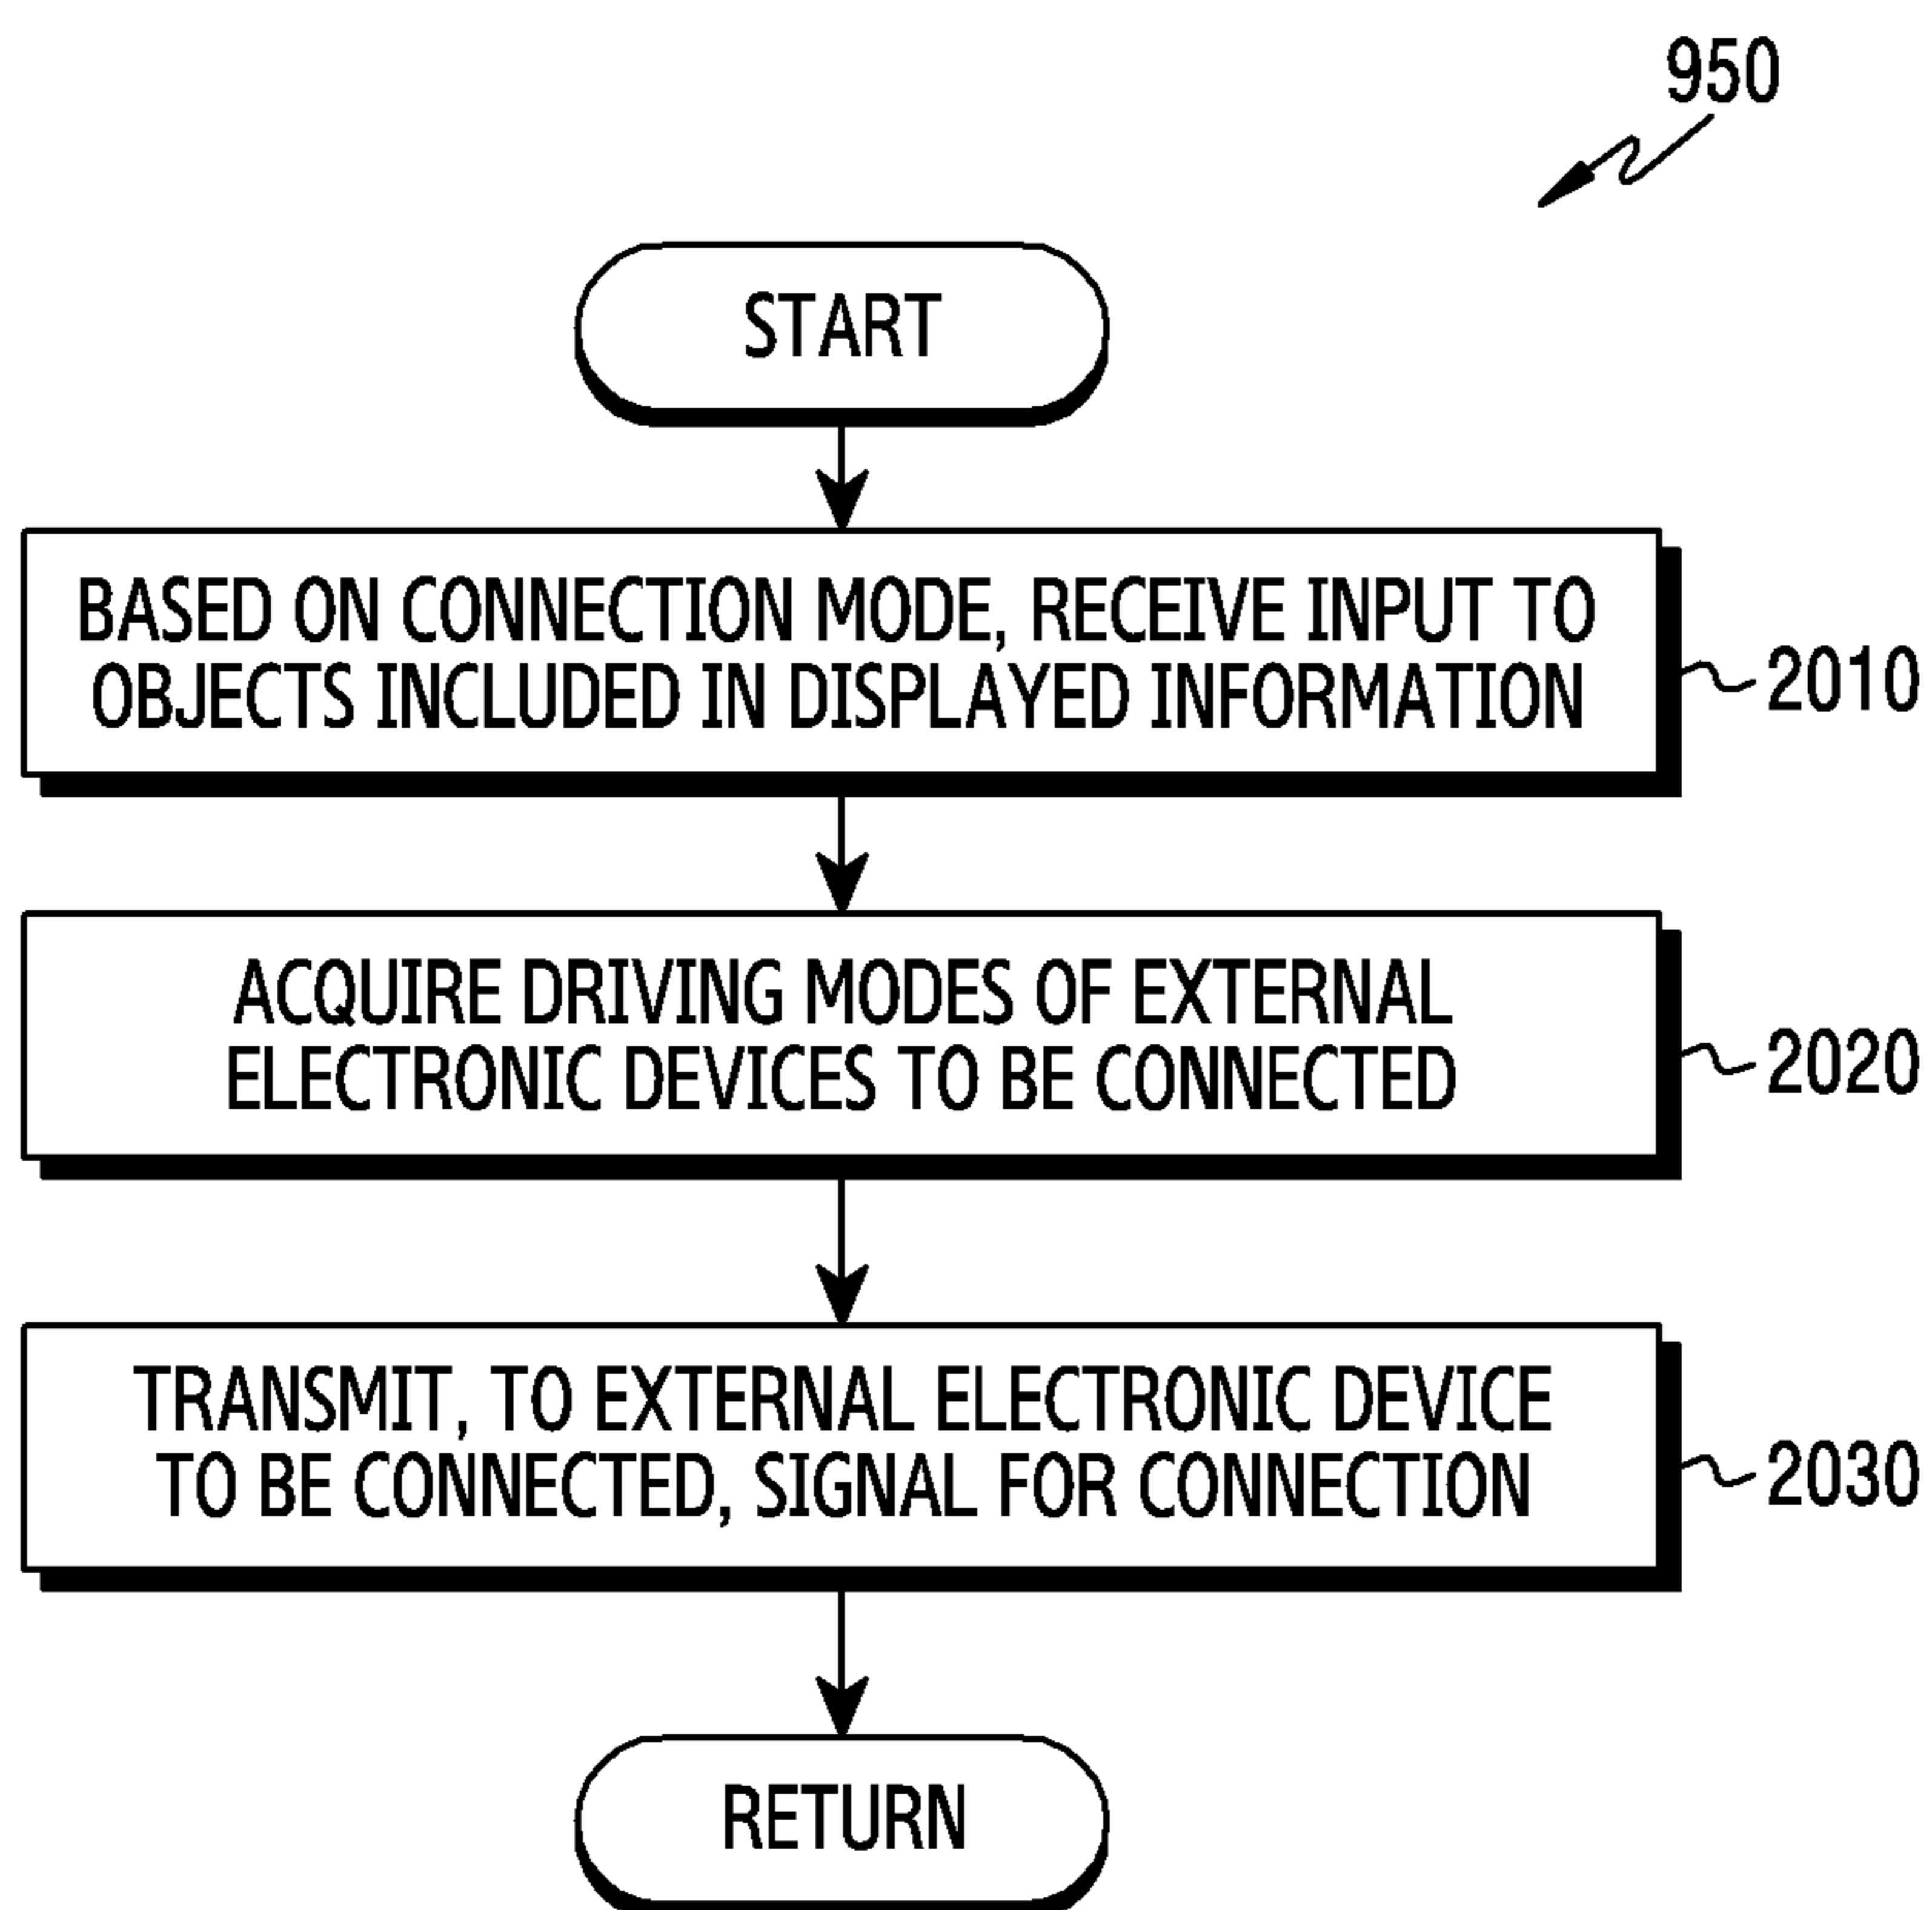 950
START
BASED ON CONNECTION MODE, RECEIVE INPUT TO
OBJECTS INCLUDED IN DISPLAYED INFORMATION
2010
ACQUIRE DRIVING MODES OF EXTERNAL
ELECTRONIC DEVICES TO BE CONNECTED
2020
TRANSMIT, TO EXTERNAL ELECTRONIC DEVICE
TO BE CONNECTED, SIGNAL FOR CONNECTION
2030
RETURN